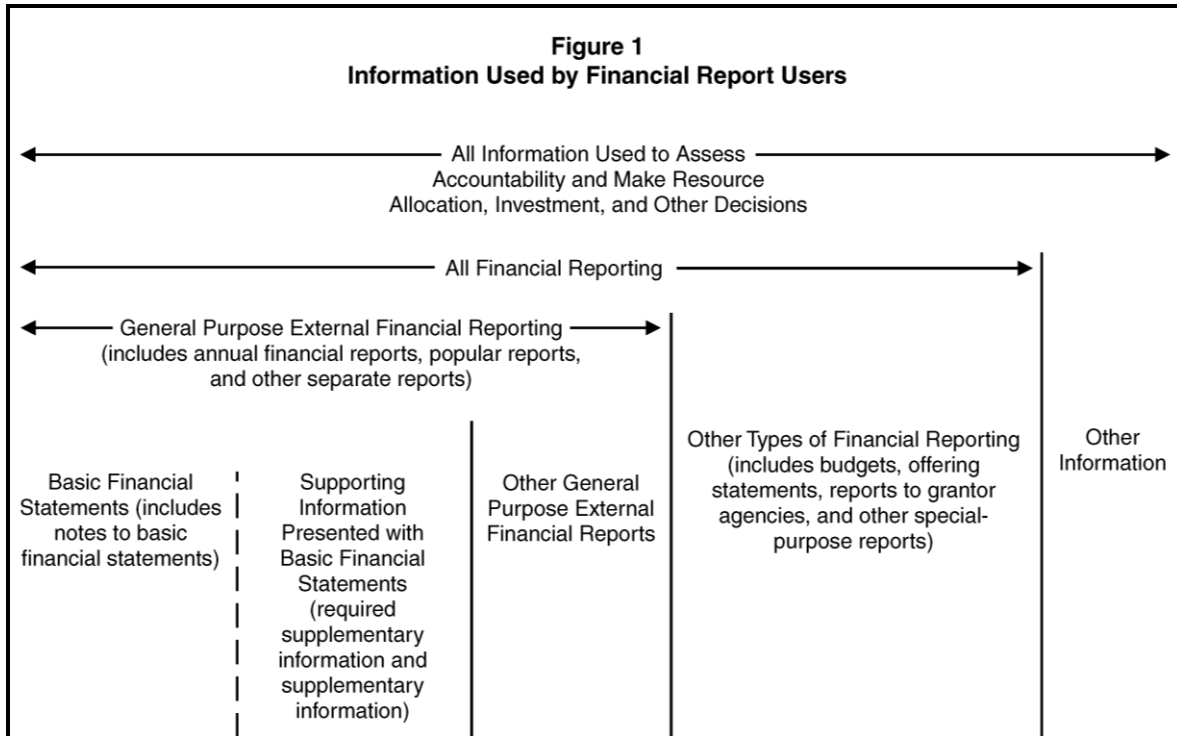 Figure 1
Information Used by Financial Report Users
All Information Used to Assess
Accountability and Make Resource
Allocation, Investment, and Other Decisions
All Financial Reporting
General Purpose External Financial Reporting
(includes annual financial reports, popular reports,
and other separate reports)
Basic Financial
Statements (includes
notes to basic
financial statements)
Supporting
Information
Presented with
Basic Financial
Statements
(required
supplementary
information and
supplementary
information)
Other General
Purpose External
Financial Reports
Other Types of Financial Reporting
(includes budgets, offering
statements, reports to grantor
agencies, and other special-
purpose reports)
Other
Information